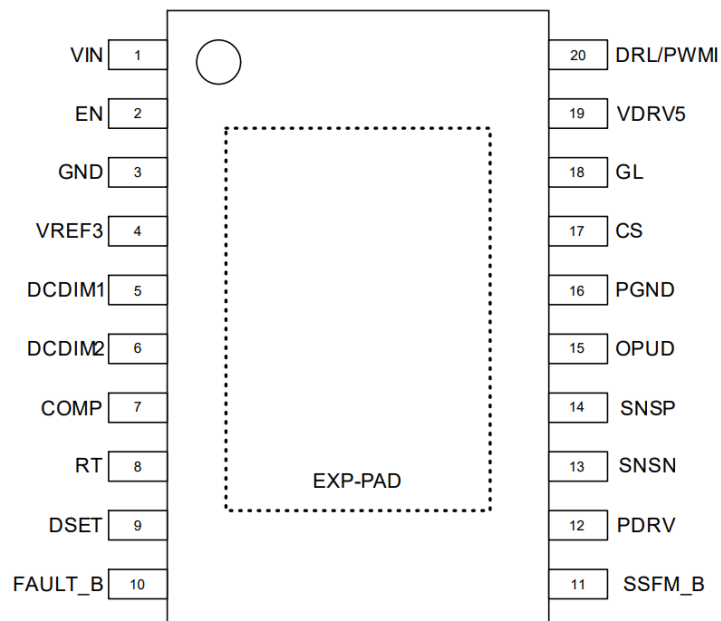 VIN 1 20 DRL/PWMI
EN 2 19 VDRV5
GND 3 18 GL
VREF3 4 17 CS
DCDIM1 5 16 PGND
DCDIM2 6 15 OPUD
COMP 7 14 SNSP
RT 8 13 SNSN
EXP-PAD
DSET 9 12 PDRV
FAULT_B 10 11 SSFM_B